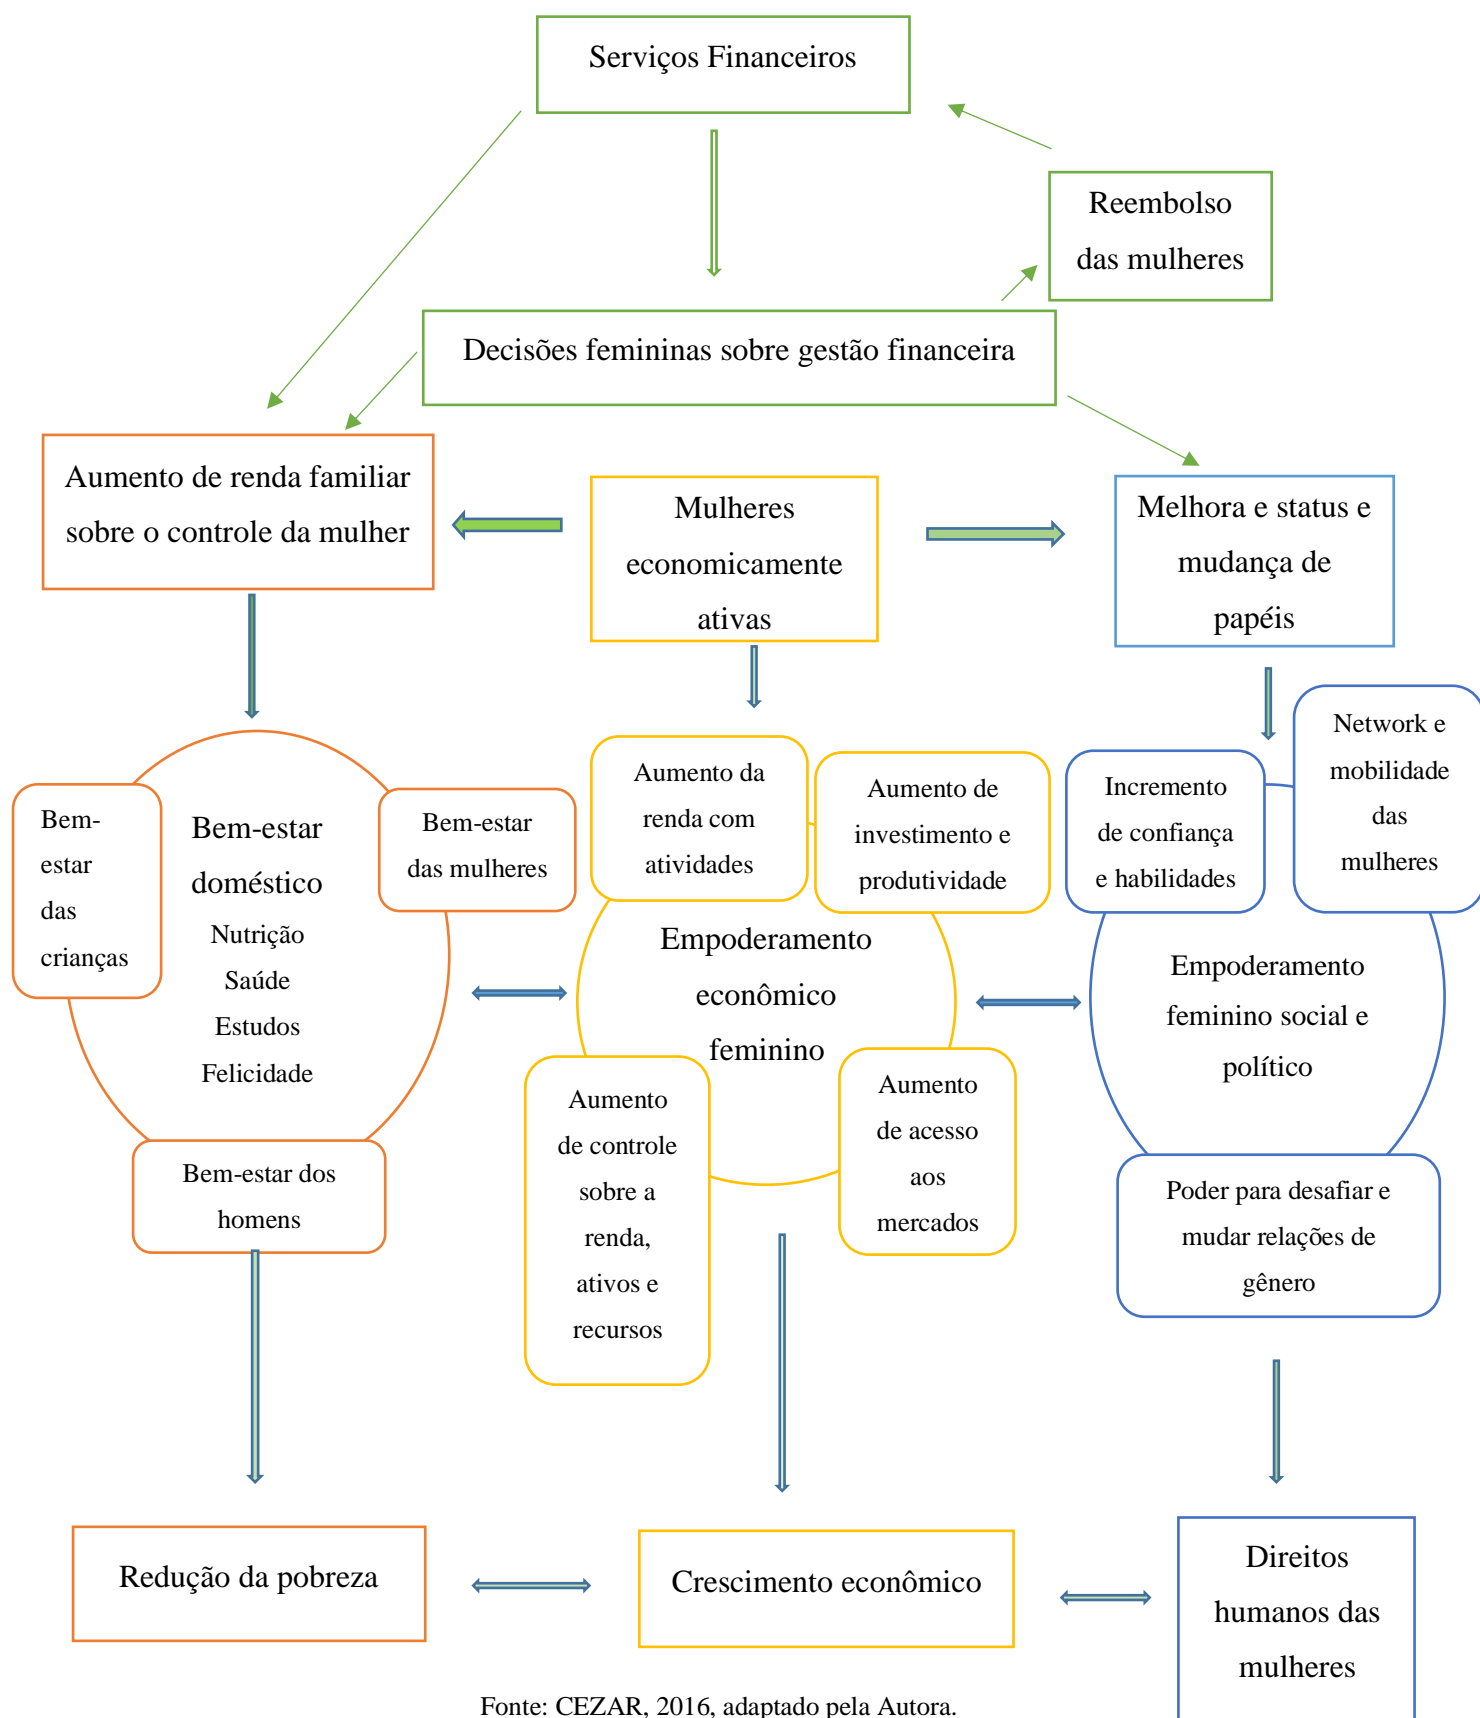 Serviços Financeiros
Reembolso
das mulheres
Decisões femininas sobre gestão financeira
Aumento de renda familiar
sobre o controle da mulher
Mulheres
economicamente
ativas
Melhora e status e
mudança de
papéis
Bem-
estar
das
crianças
Bem-estar
doméstico
Nutrição
Saúde
Estudos
Felicidade
Bem-estar
das mulheres
Bem-estar dos
homens
Aumento da
renda com
atividades
Aumento de
investimento e
produtividade
Empoderamento
econômico
feminino
Aumento
de controle
sobre a
renda,
ativos e
recursos
Aumento
de acesso
aos
mercados
Incremento
de confiança
e habilidades
Network e
mobilidade
das
mulheres
Empoderamento
feminino social e
político
Poder para desafiar e
mudar relações de
gênero
Redução da pobreza
Crescimento econômico
Direitos
humanos das
mulheres
Fonte: CEZAR, 2016, adaptado pela Autora.